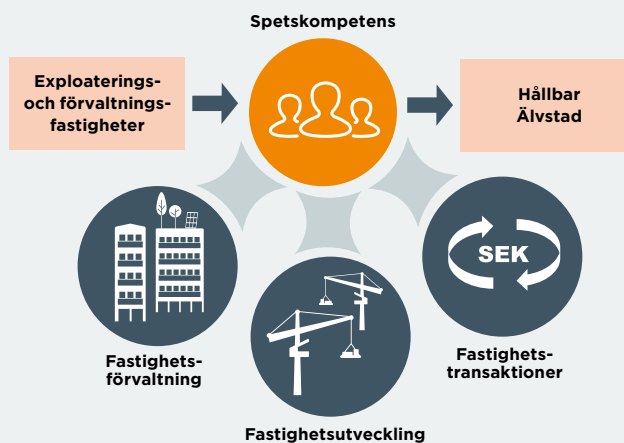 Spetskompetens
Exploaterings-
och förvaltnings-
fastigheter
Hållbar
Älvstad
SEK
Fastighets-
förvaltning
Fastighetsutveckling
Fastighets-
transaktioner